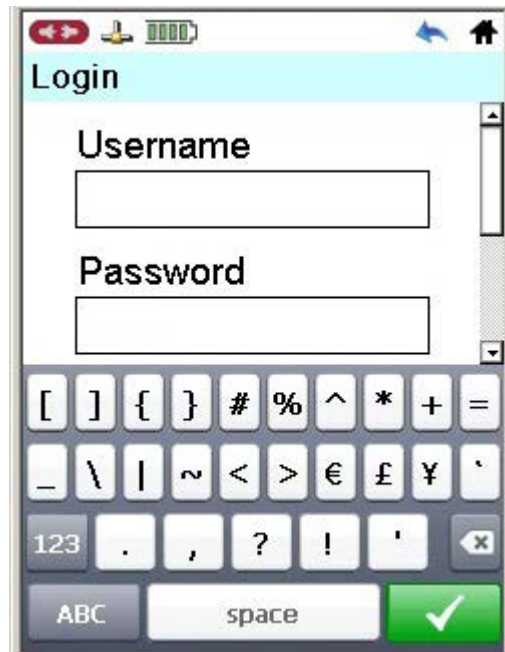 Login
Username
Password
[ ] { } # % ^ * + =
_ \ | ~ < > € £ ¥ `
123 . , ? ! '
ABC space